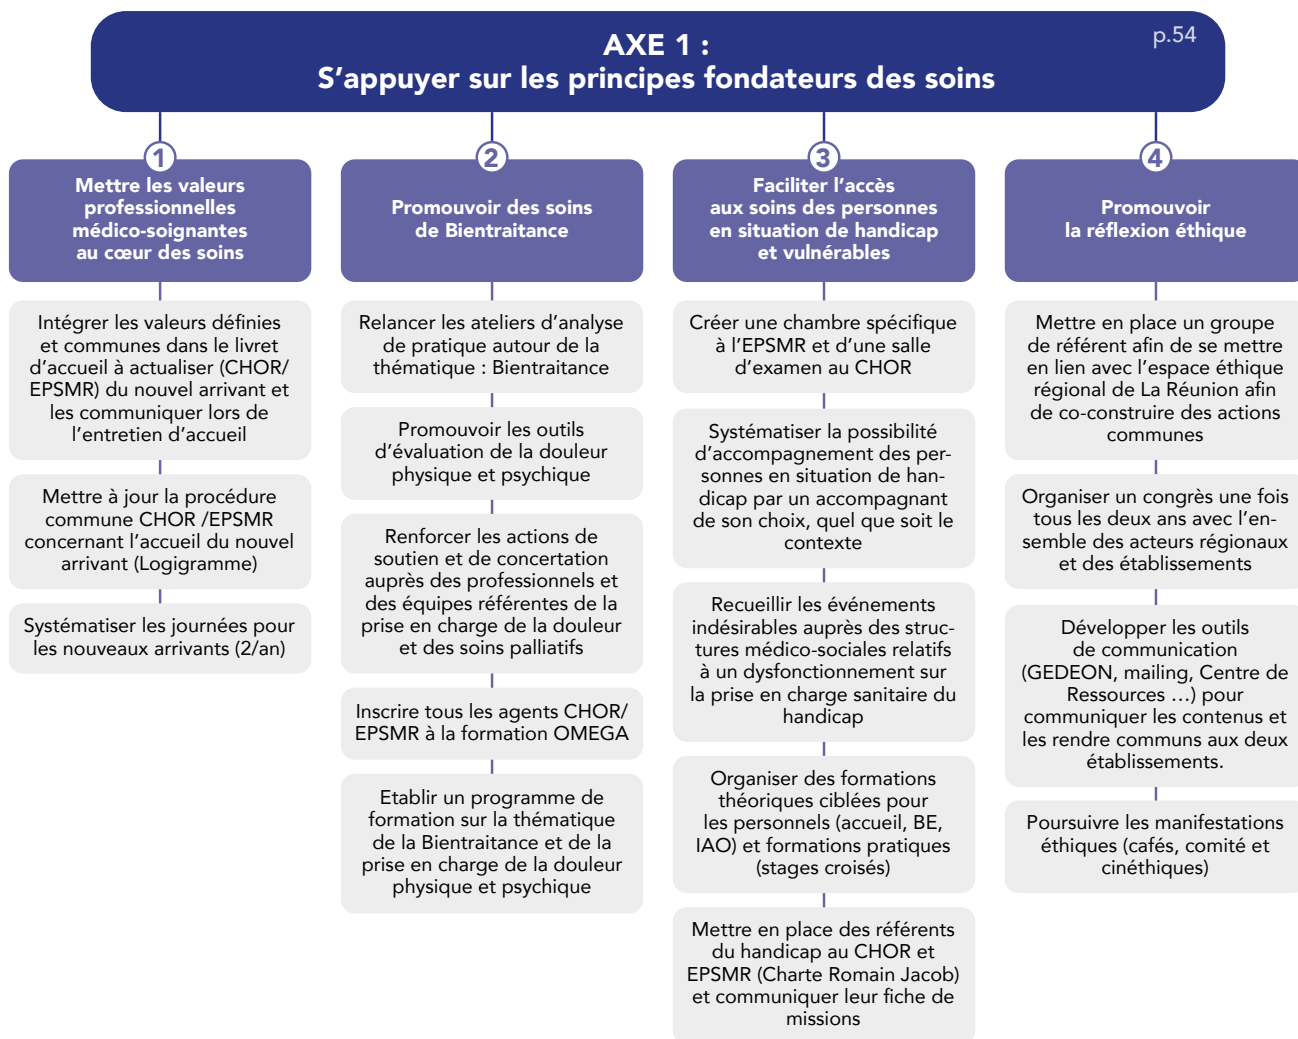 AXE 1 :
S'appuyer sur les principes fondateurs des soins
p.54
1
Mettre les valeurs
professionnelles
médico-soignantes
au cœur des soins
Intégrer les valeurs définies
et communes dans le livret
d'accueil à actualiser (CHOR/
EPSMR) du nouvel arrivant et
les communiquer lors de
l'entretien d'accueil
Mettre à jour la procédure
commune CHOR /EPSMR
concernant l'accueil du nouvel
arrivant (Logigramme)
Systématiser les journées pour
les nouveaux arrivants (2/an)
2
Promouvoir des soins
de Bientraitance
Relancer les ateliers d'analyse
de pratique autour de la
thématique : Bientraitance
Promouvoir les outils
d'évaluation de la douleur
physique et psychique
Renforcer les actions de
soutien et de concertation
auprès des professionnels et
des équipes référentes de la
prise en charge de la douleur
et des soins palliatifs
Inscrire tous les agents CHOR/
EPSMR à la formation OMEGA
Etablir un programme de
formation sur la thématique
de la Bientraitance et de la
prise en charge de la douleur
physique et psychique
3
Faciliter l'accès
aux soins des personnes
en situation de handicap
et vulnérables
Créer une chambre spécifique
à l'EPSMR et d'une salle
d'examen au CHOR
Systématiser la possibilité
d'accompagnement des per-
sonnes en situation de han-
dicap par un accompagnant
de son choix, quel que soit le
contexte
Recueillir les événements
indésirables auprès des struc-
tures médico-sociales relatifs
à un dysfonctionnement sur
la prise en charge sanitaire du
handicap
Organiser des formations
théoriques ciblées pour
les personnels (accueil, BE,
IAO) et formations pratiques
(stages croisés)
Mettre en place des référents
du handicap au CHOR et
EPSMR (Charte Romain Jacob)
et communiquer leur fiche de
missions
4
Promouvoir
la réflexion éthique
Mettre en place un groupe
de référent afin de se mettre
en lien avec l'espace éthique
régional de La Réunion afin
de co-construire des actions
communes
Organiser un congrès une fois
tous les deux ans avec l'en-
semble des acteurs régionaux
et des établissements
Développer les outils
de communication
(GEDEON, mailing, Centre de
Ressources …) pour
communiquer les contenus et
les rendre communs aux deux
établissements.
Poursuivre les manifestations
éthiques (cafés, comité et
cinéthiques)